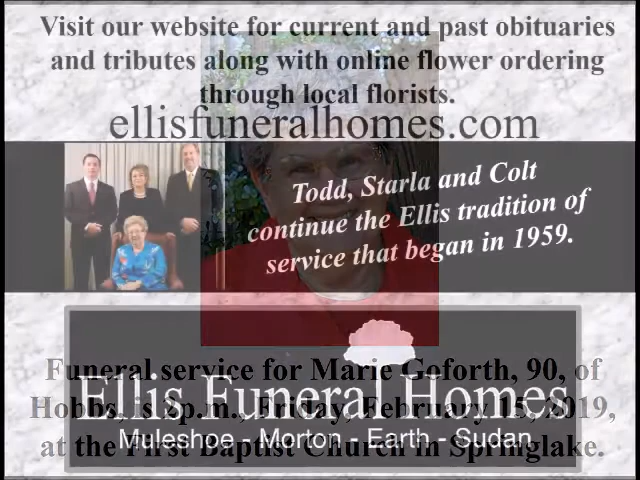 Visit our website for current and past obituaries
and tributes along with online flower ordering
through local florists.
ellisfuneralhomes.com
Todd, Starla and Colt
continue the Ellis tradition of
service that began in 1959.
Funeral service for Marie Goforth, 90, of
Ellis Funeral Homes
Hobbs, is p.m., Friday, February 15, 2019,
Muleshoe - Morton - Earth - Sudan
at the First Baptist Church in Springlake.